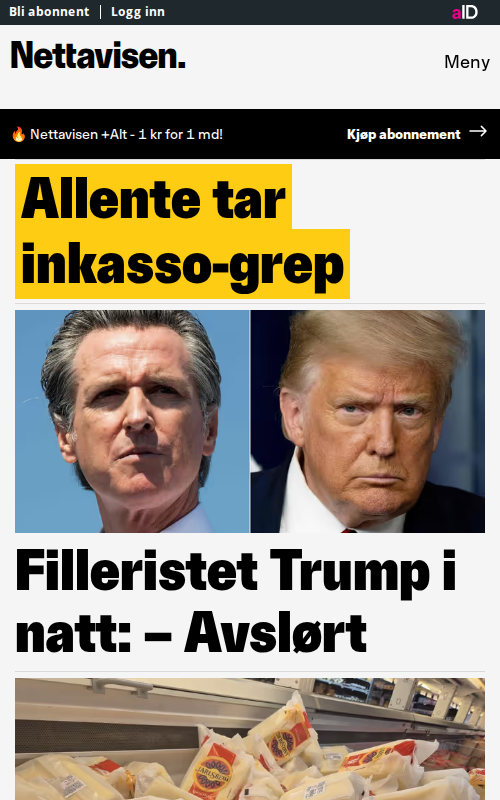 Bli abonnent | Logg inn
aID
Nettavisen.
Meny
🔥 Nettavisen +Alt - 1 kr for 1 md!
Kjøp abonnement →
Allente tar
inkasso-grep
Filleristet Trump i
natt: – Avslørt
JARLSBERG